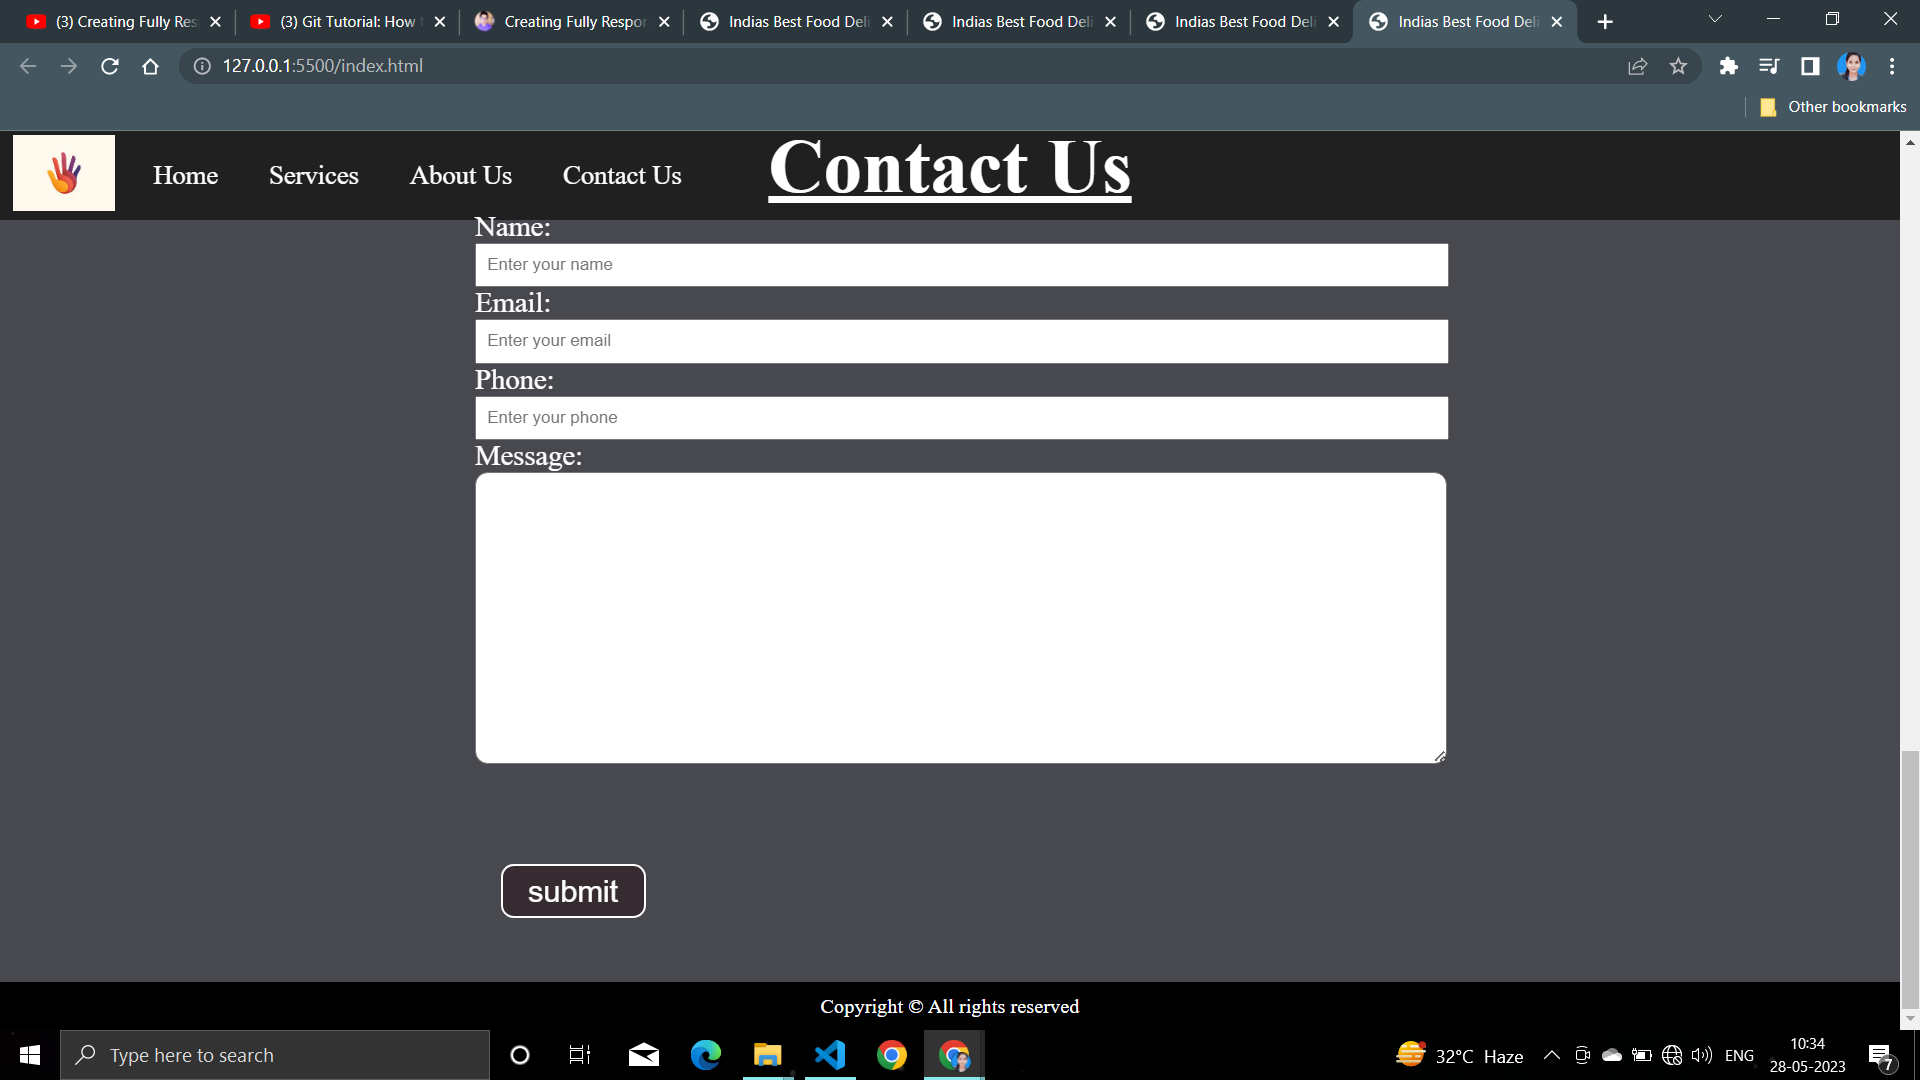 (3) Creating Fully Res
(3) Git Tutorial: How
Creating Fully Respor
Indias Best Food Deli
Indias Best Food Deli
Indias Best Food Deli
Indias Best Food Deli
127.0.0.1:5500/index.html
Other bookmarks
Home
Services
About Us
Contact Us
Contact Us
Name:
Enter your name
Email:
Enter your email
Phone:
Enter your phone
Message:
submit
Copyright © All rights reserved
Type here to search
32°C Haze
ENG
10:34
28-05-2023
7